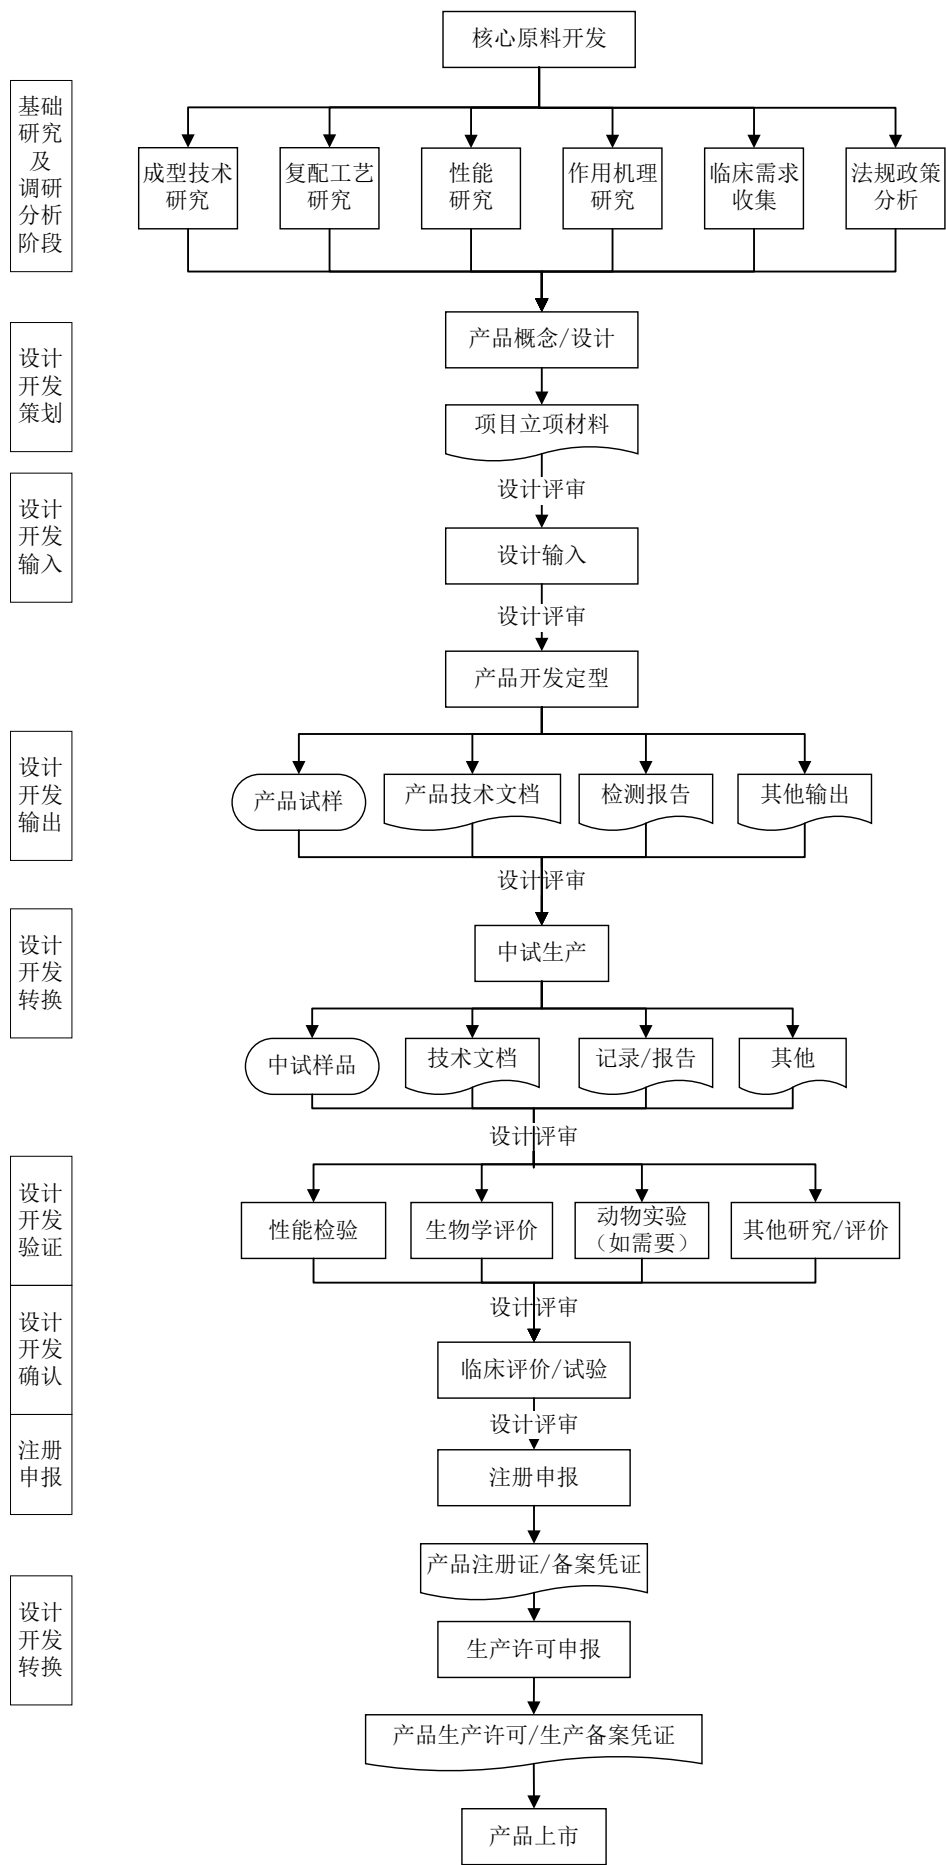 核心原料开发
基础
研究
及
调研
分析
阶段
成型技术
研究
复配工艺
研究
性能
研究
作用机理
研究
临床需求
收集
法规政策
分析
设计
开发
策划
产品概念/设计
项目立项材料
设计评审
设计
开发
输入
设计输入
设计评审
产品开发定型
设计
开发
输出
产品试样
产品技术文档
检测报告
其他输出
设计评审
设计
开发
转换
中试生产
中试样品
技术文档
记录/报告
其他
设计评审
设计
开发
验证
性能检验
生物学评价
动物实验
（如需要）
其他研究/评价
设计评审
设计
开发
确认
临床评价/试验
设计评审
注册
申报
注册申报
产品注册证/备案凭证
设计
开发
转换
生产许可申报
产品生产许可/生产备案凭证
产品上市